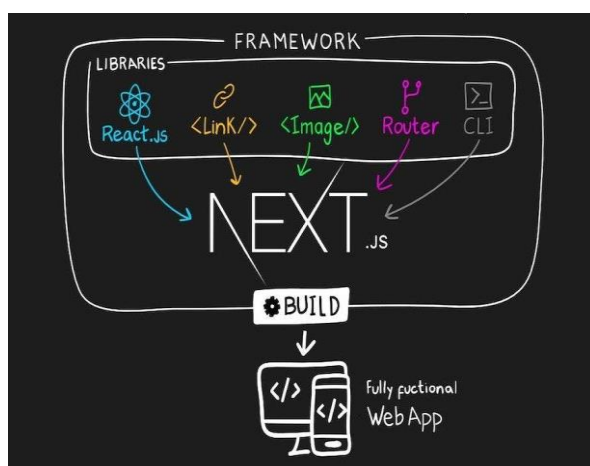 FRAMEWORK
LIBRARIES
React.js <Link/> <Image/> Router CLI
NEXT.JS
BUILD
</> </>
Fully fuctional
Web App